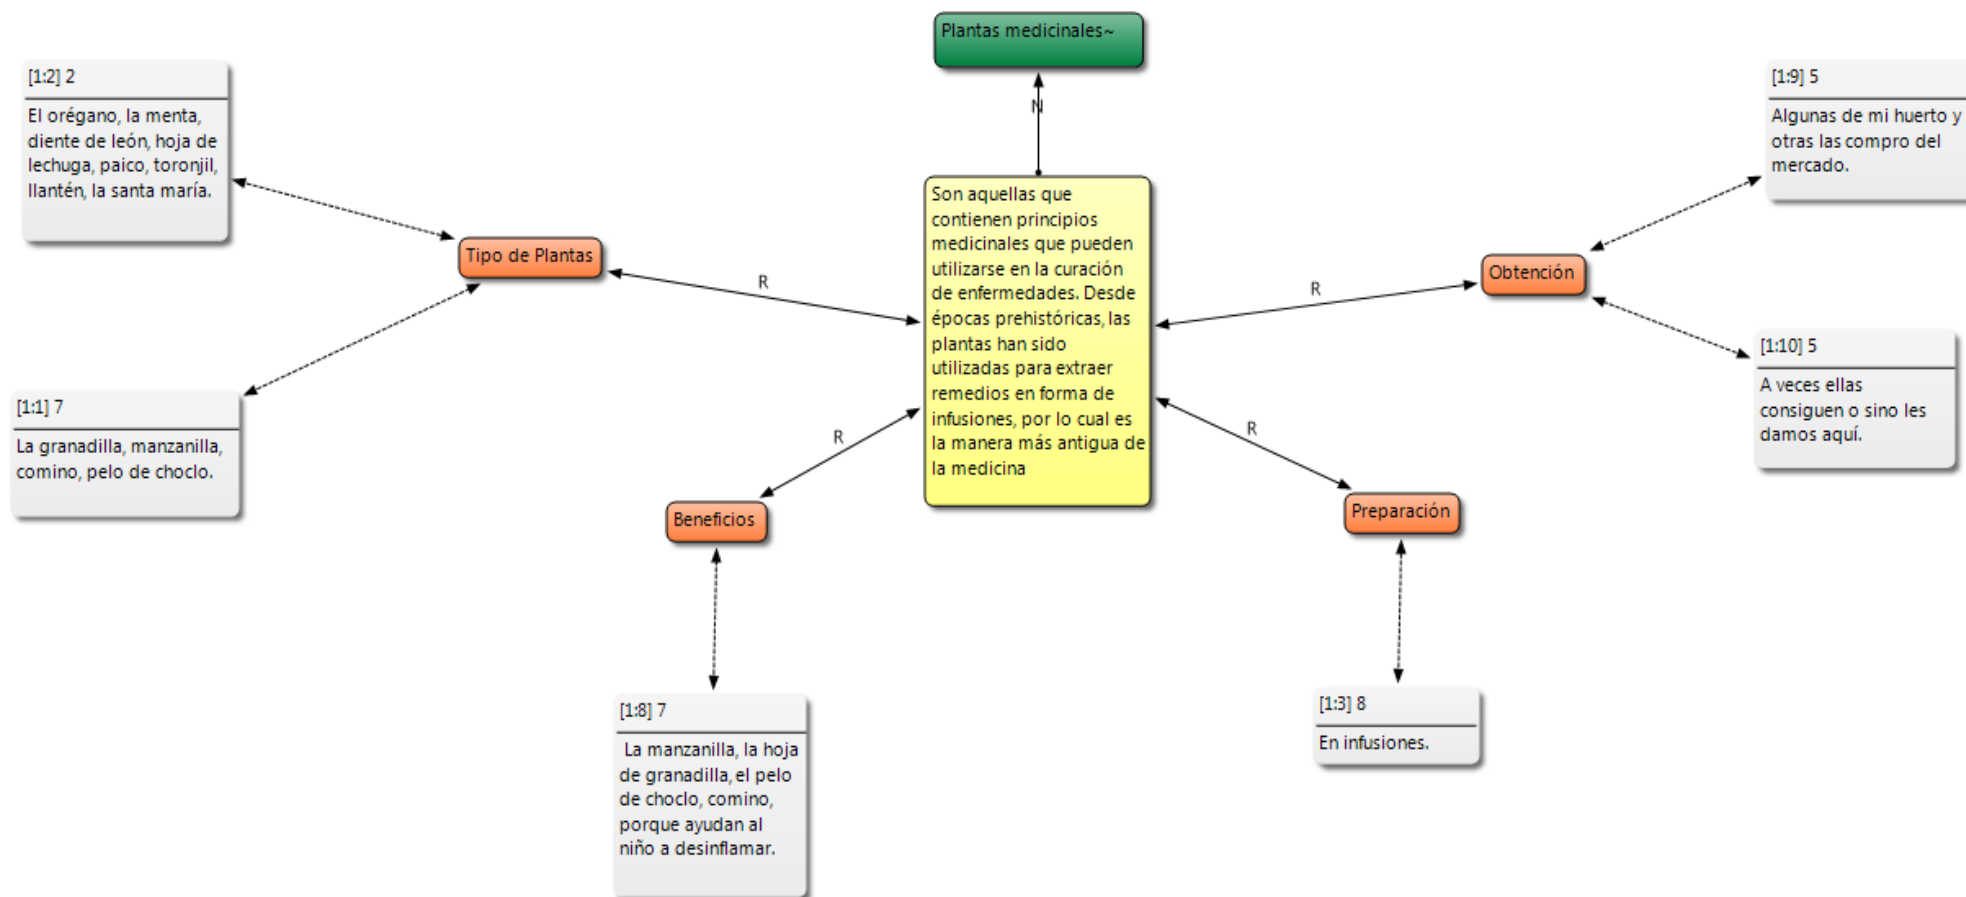 Plantas medicinales~
N
[1:2] 2
El orégano, la menta,
diente de león, hoja de
lechuga, paico, toronjil,
llantén, la santa maría.
[1:9] 5
Algunas de mi huerto y
otras las compro del
mercado.
Son aquellas que
contienen principios
medicinales que pueden
utilizarse en la curación
de enfermedades. Desde
épocas prehistóricas, las
plantas han sido
utilizadas para extraer
remedios en forma de
infusiones, por lo cual es
la manera más antigua de
la medicina
Tipo de Plantas
R
R
Obtención
[1:10] 5
A veces ellas
consiguen o sino les
damos aquí.
[1:1] 7
La granadilla, manzanilla,
comino, pelo de choclo.
R
R
Beneficios
Preparación
[1:8] 7
La manzanilla, la hoja
de granadilla, el pelo
de choclo, comino,
porque ayudan al
niño a desinflamar.
[1:3] 8
En infusiones.